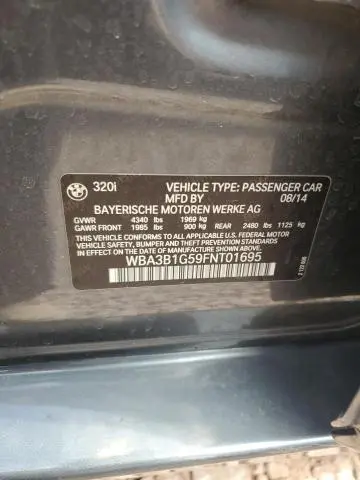 320i VEHICLE TYPE: PASSENGER CAR
MFD BY 08/14
BAYERISCHE MOTOREN WERKE AG
GVWR 4340 lbs 1969 kg
GAWR FRONT 1985 lbs 900 kg REAR 2480 lbs 1125 kg
THIS VEHICLE CONFORMS TO ALL APPLICABLE U.S. FEDERAL MOTOR
VEHICLE SAFETY, BUMPER, AND THEFT PREVENTION STANDARDS
IN EFFECT ON THE DATE OF MANUFACTURE SHOWN ABOVE.
WBA3B1G59FNT01695